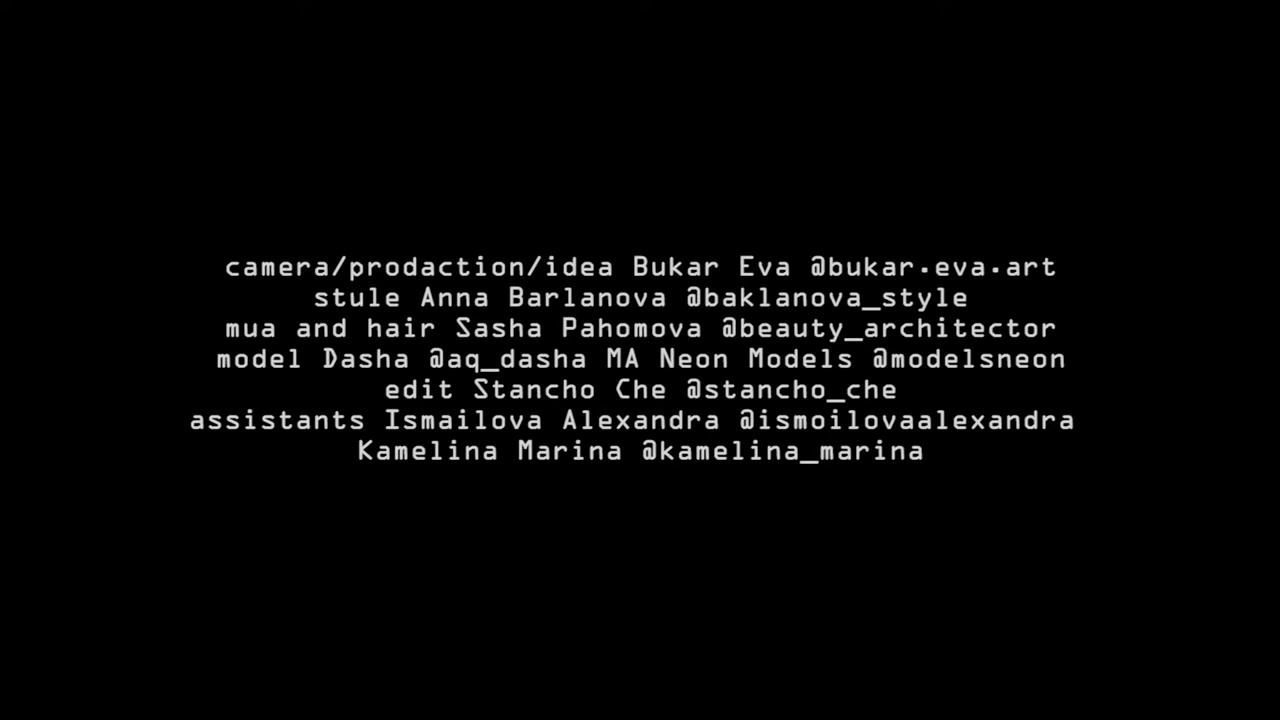 camera/prodaction/idea Bukar Eva @bukar.eva.art
stule Anna Barlanova @baklanova_style
mua and hair Sasha Pahomova @beauty_architector
model Dasha @aq_dasha MA Neon Models @modelsneon
edit Stancho Che @stancho_che
assistants Ismailova Alexandra @ismoilovaalexandra
Kamelina Marina @kamelina_marina